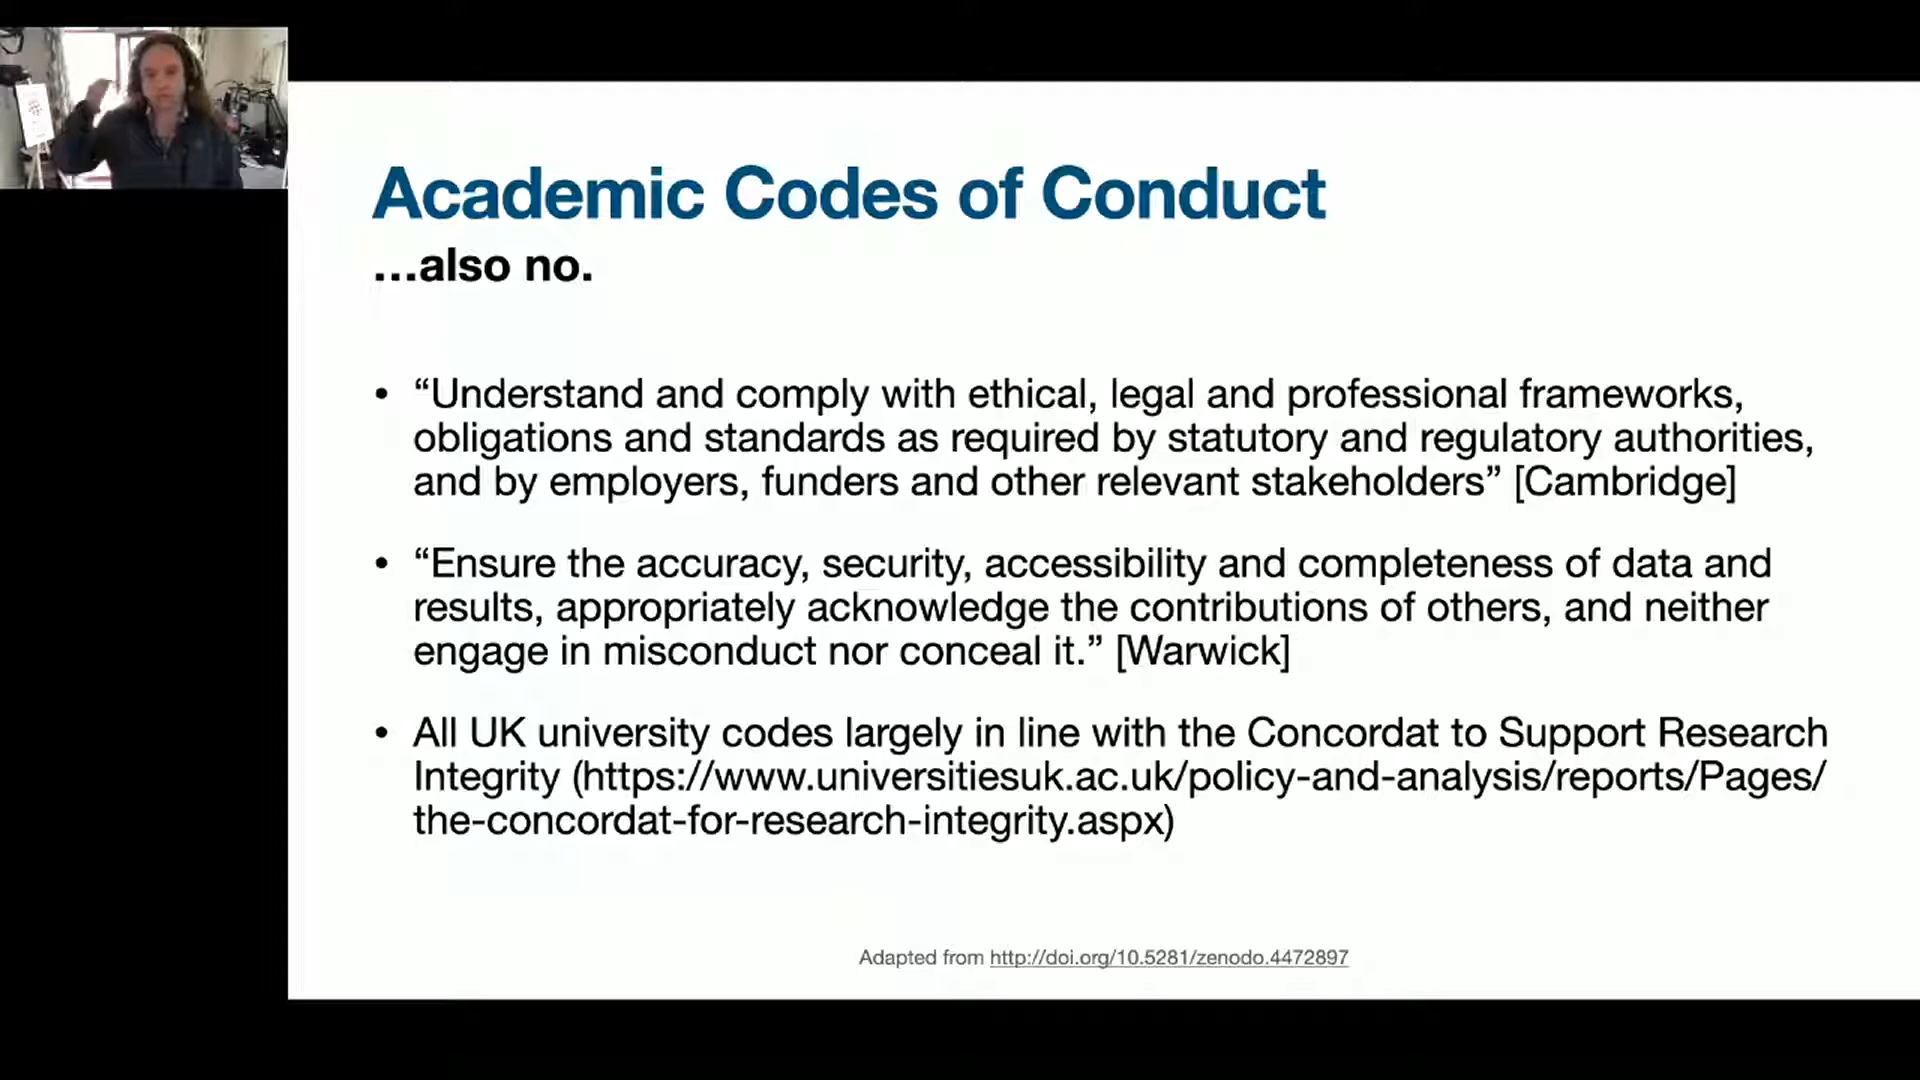 Academic Codes of Conduct
…also no.
• “Understand and comply with ethical, legal and professional frameworks,
obligations and standards as required by statutory and regulatory authorities,
and by employers, funders and other relevant stakeholders” [Cambridge]
• “Ensure the accuracy, security, accessibility and completeness of data and
results, appropriately acknowledge the contributions of others, and neither
engage in misconduct nor conceal it.” [Warwick]
• All UK university codes largely in line with the Concordat to Support Research
Integrity (https://www.universitiesuk.ac.uk/policy-and-analysis/reports/Pages/
the-concordat-for-research-integrity.aspx)
Adapted from http://doi.org/10.5281/zenodo.4472897